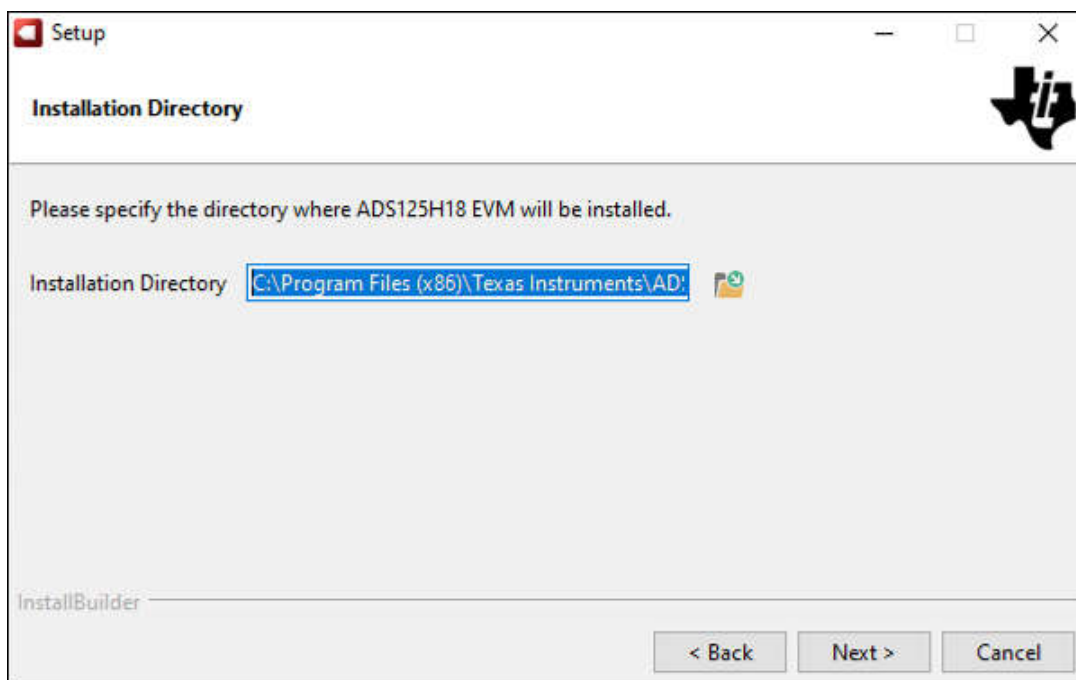 Setup
Installation Directory
Please specify the directory where ADS125H18 EVM will be installed.
Installation Directory C:\Program Files (x86)\Texas Instruments\AD
InstallBuilder
< Back Next > Cancel